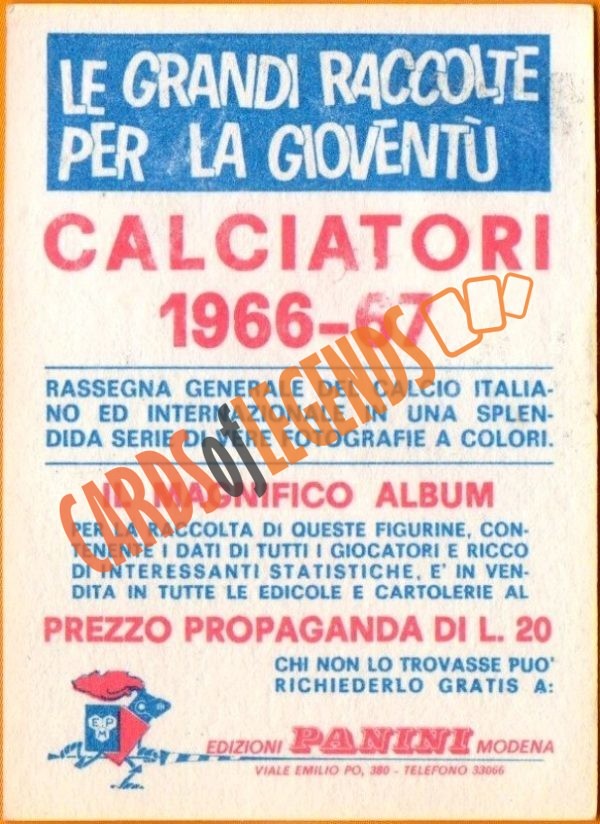 LE GRANDI RACCOLTE
PER LA GIOVENTÙ
CALCIATORI
1966-67
RASSEGNA GENERALE DEL CALCIO ITALIA-
NO ED INTERNAZIONALE IN UNA SPLEN-
DIDA SERIE DI VERE FOTOGRAFIE A COLORI.
IL MAGNIFICO ALBUM
PER LA RACCOLTA DI QUESTE FIGURINE, CON-
TENENTE I DATI DI TUTTI I GIOCATORI E RICCO
DI INTERESSANTI STATISTICHE, E' IN VEN-
DITA IN TUTTE LE EDICOLE E CARTOLERIE AL
PREZZO PROPAGANDA DI L. 20
CHI NON LO TROVASSE PUO'
RICHIEDERLO GRATIS A:
EPM
EDIZIONI PANINI MODENA
VIALE EMILIO PO, 380 - TELEFONO 33066
CARDSofLEGENDS